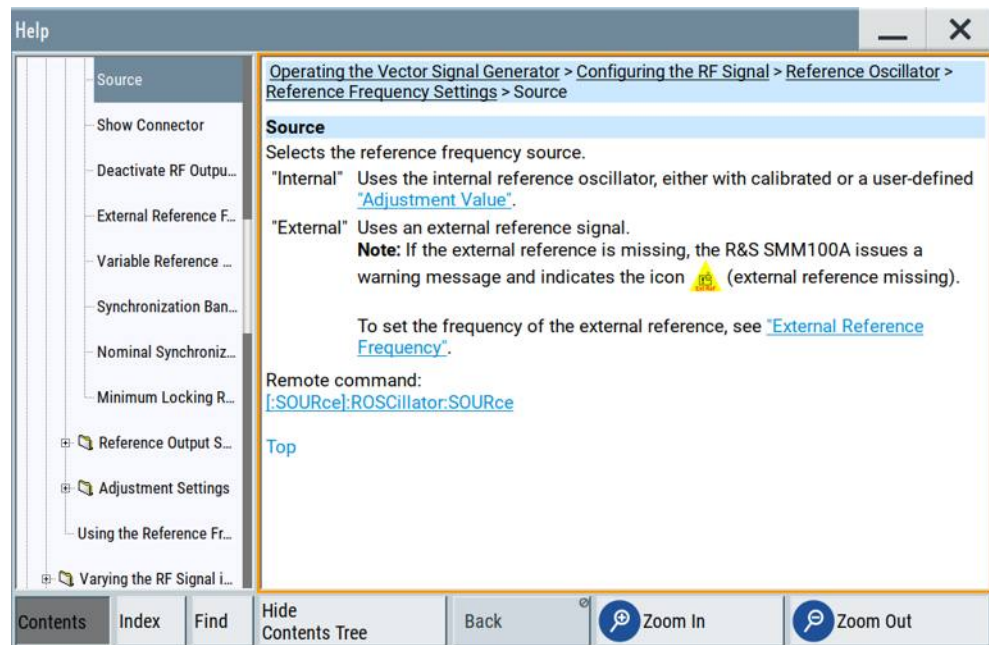 Help
Source
Show Connector
Deactivate RF Outpu...
External Reference F...
Variable Reference ...
Synchronization Ban...
Nominal Synchroniz...
Minimum Locking R...
Reference Output S...
Adjustment Settings
Using the Reference Fr...
Varying the RF Signal i...
Operating the Vector Signal Generator > Configuring the RF Signal > Reference Oscillator >
Reference Frequency Settings > Source
Source
Selects the reference frequency source.
"Internal" Uses the internal reference oscillator, either with calibrated or a user-defined
"Adjustment Value".
"External" Uses an external reference signal.
Note: If the external reference is missing, the R&S SMM100A issues a
warning message and indicates the icon (external reference missing).
To set the frequency of the external reference, see "External Reference
Frequency".
Remote command:
[:SOURce]:ROSCillator:SOURce
Top
Contents
Index
Find
Hide
Contents Tree
Back
Zoom In
Zoom Out